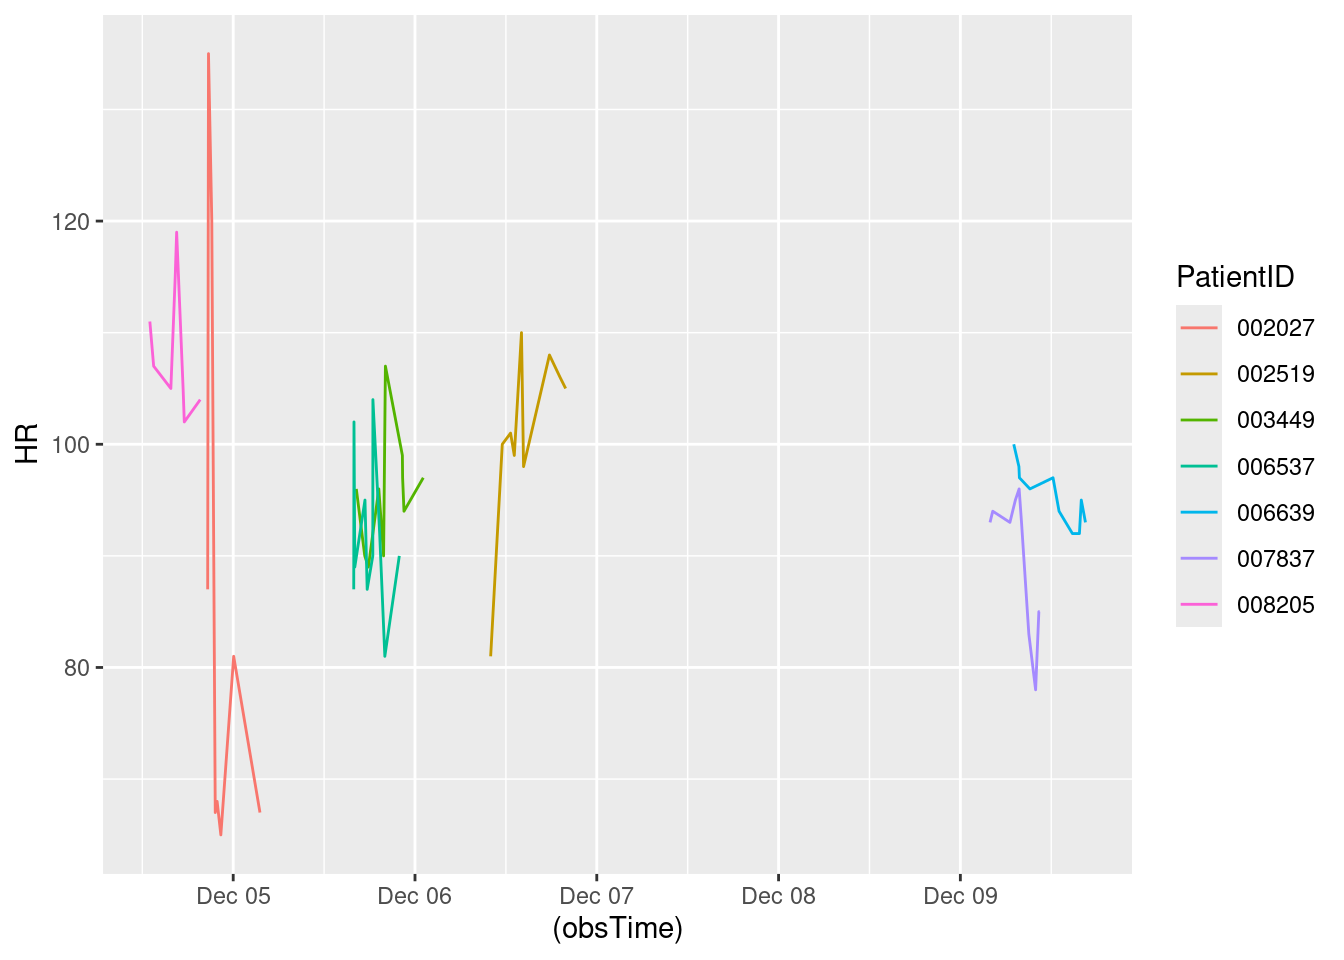 HR
120
100
80
Dec 05
Dec 06
Dec 07
Dec 08
Dec 09
(obsTime)
PatientID
002027
002519
003449
006537
006639
007837
008205